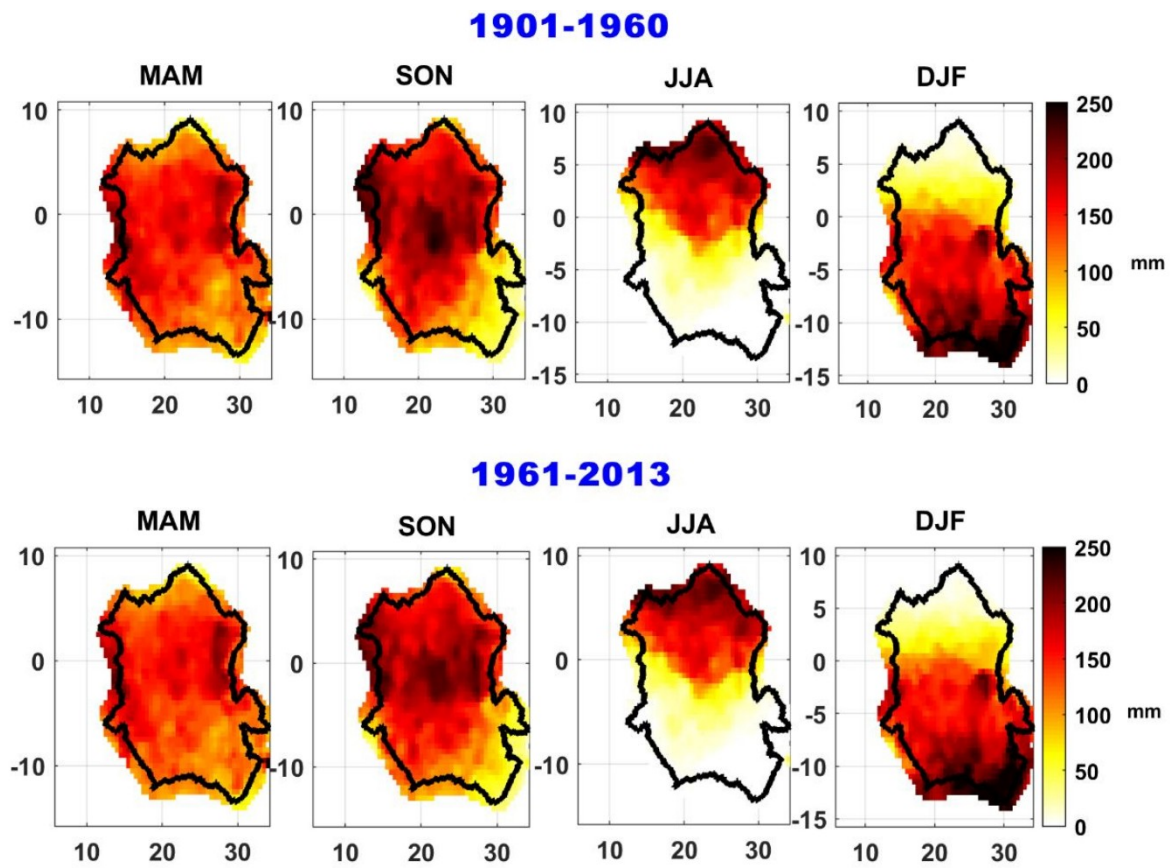 1901-1960
MAM SON JJA DJF
10 10 10 10 250
5 5 200
0 0 0 0 150
-5 -5 100 mm
-10 -10 -10 -10 50
-15 -15 0
10 20 30 10 20 30 10 20 30 10 20 30
1961-2013
MAM SON JJA DJF
10 10 10 10 250
5 5 200
0 0 0 0 150
-5 -5 100 mm
-10 -10 -10 -10 50
-15 0
10 20 30 10 20 30 10 20 30 10 20 30